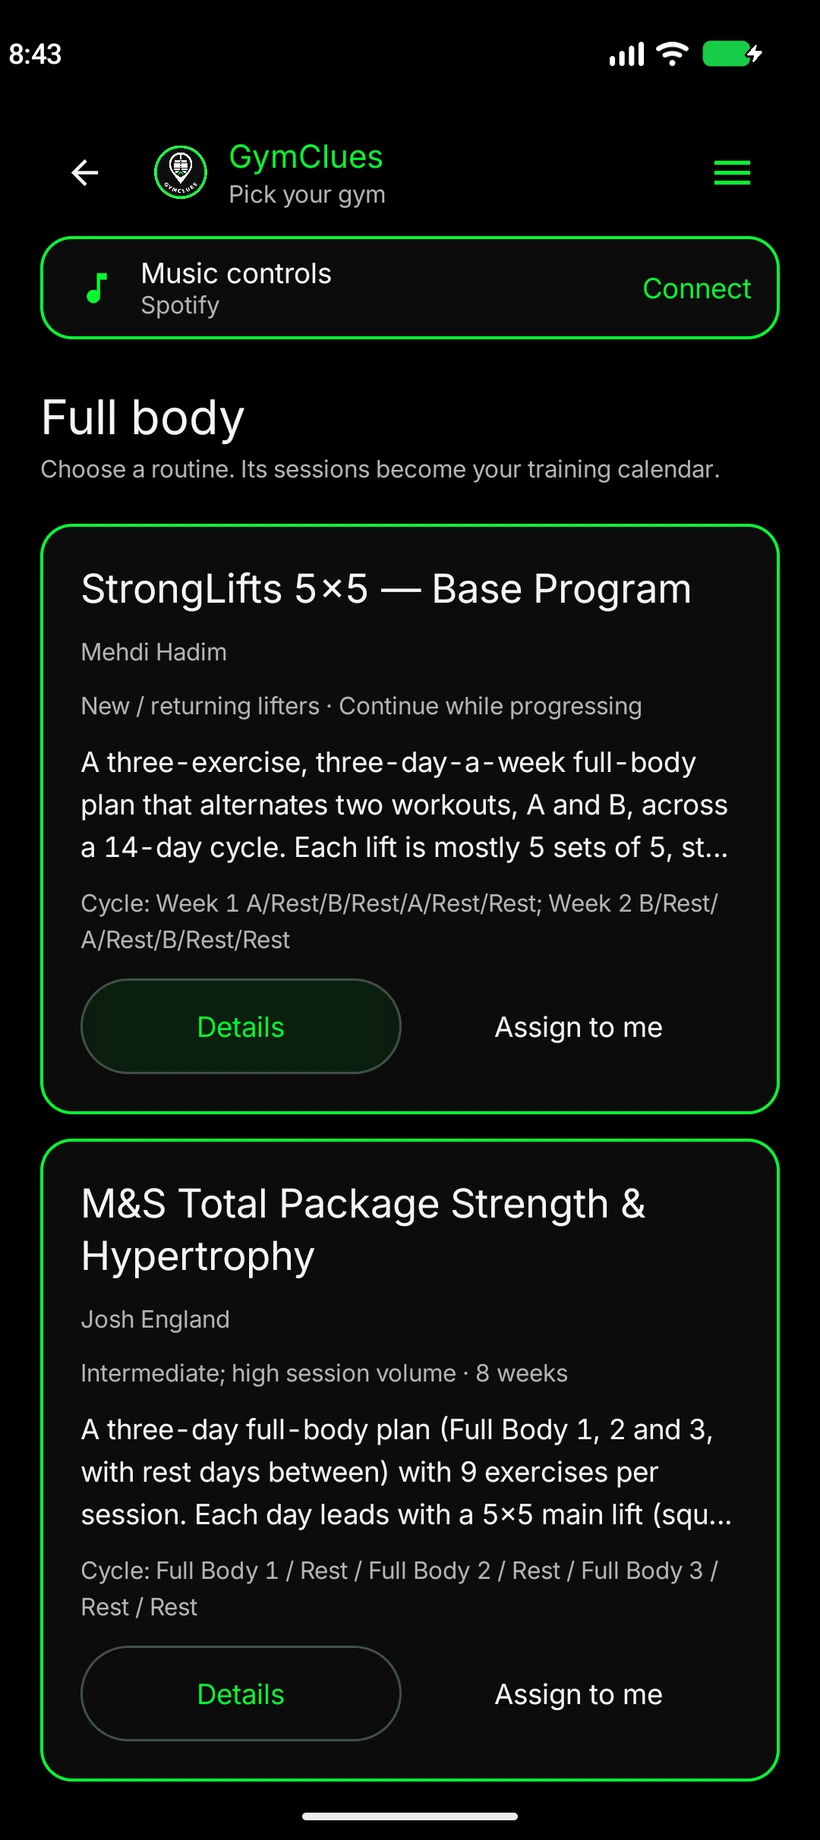 8:43
GymClues
Pick your gym
GYMCLUES
Music controls
Spotify
Connect
Full body
Choose a routine. Its sessions become your training calendar.
StrongLifts 5×5 — Base Program
Mehdi Hadim
New / returning lifters · Continue while progressing
A three-exercise, three-day-a-week full-body
plan that alternates two workouts, A and B, across
a 14-day cycle. Each lift is mostly 5 sets of 5, st...
Cycle: Week 1 A/Rest/B/Rest/A/Rest/Rest; Week 2 B/Rest/
A/Rest/B/Rest/Rest
Details
Assign to me
M&S Total Package Strength &
Hypertrophy
Josh England
Intermediate; high session volume · 8 weeks
A three-day full-body plan (Full Body 1, 2 and 3,
with rest days between) with 9 exercises per
session. Each day leads with a 5×5 main lift (squ...
Cycle: Full Body 1 / Rest / Full Body 2 / Rest / Full Body 3 /
Rest / Rest
Details
Assign to me